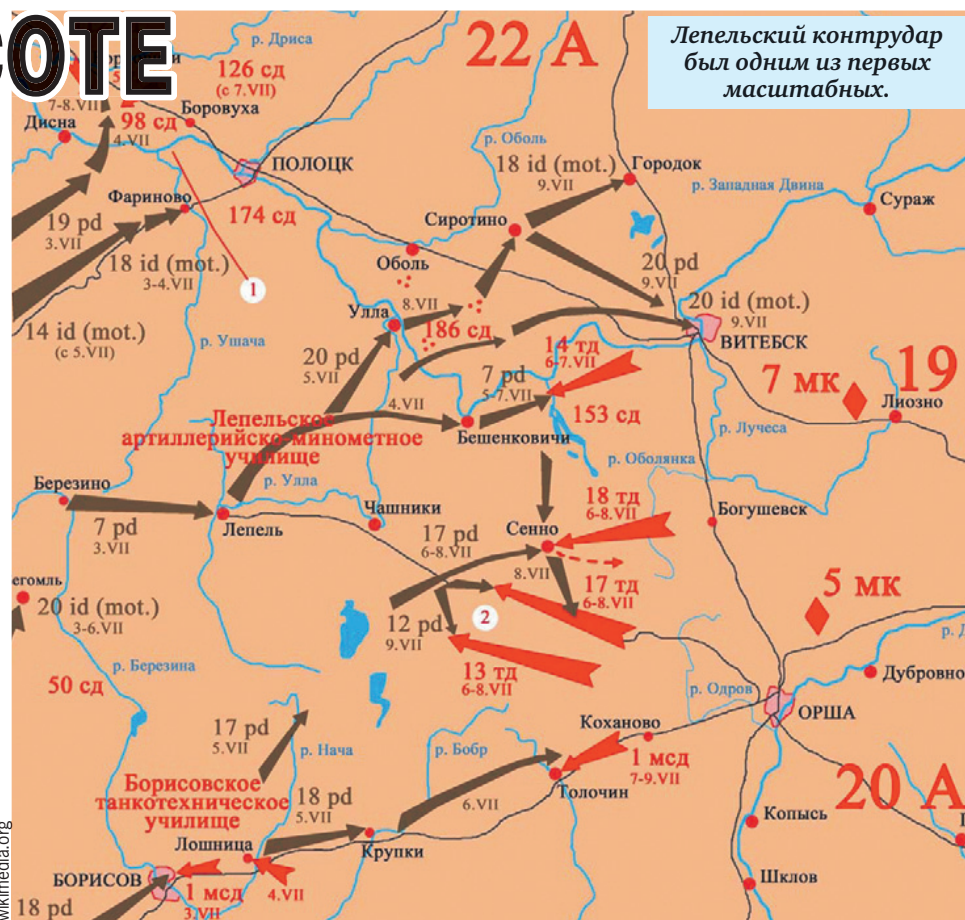 СОТЕ
Лепельский контрудар
был одним из первых
масштабных.
р. Дриса
22 А
126 сд
(с 7.VII)
7-8.VII
Боровуха
98 сд
4.VII
Дисна
ПОЛОЦК
р. Оболь
18 id (mot.)
9.VII
Городок
р. Западная Двина
Сураж
Фариново
174 сд
Сиротино
19 pd
3.VII
18 id (mot.)
3-4.VII
1
Оболь
20 pd
9.VII
14 id (mot.)
(с 5.VII)
Улла
8.VII
186 сд
20 id (mot.)
9.VII
ВИТЕБСК
р. Ушача
20 pd
5.VII
14 тд
6-7.VII
7 pd
5-7.VII
7 мк
19
4.VII
153 сд
Лиозно
Лепельское
артиллерийско-минометное
училище
Бешенковичи
р. Лучеса
р. Оболянка
р. Улла
Березино
Чашники
18 тд
6-8.VII
Богушевск
7 pd
3.VII
Лепель
17 pd
6-8.VII
Сенно
8.VII
17 тд
6-8.VII
5 мк
егомль
20 id (mot.)
3-6.VII
12 pd
9.VII
2
13 тд
6-8.VII
р. Березина
50 сд
р. Д
Дубровно
р. Одров
ОРША
17 pd
5.VII
р. Нача
р. Бобр
Коханово
1 мсд
7-9.VII
Борисовское
танкотехническое
училище
18 pd
5.VII
6.VII
Толочин
20 А
Копысь
Лошница
Крупки
БОРИСОВ
1 мсд
3.VII
4.VII
Шклов
18 pd
wikimedia.org